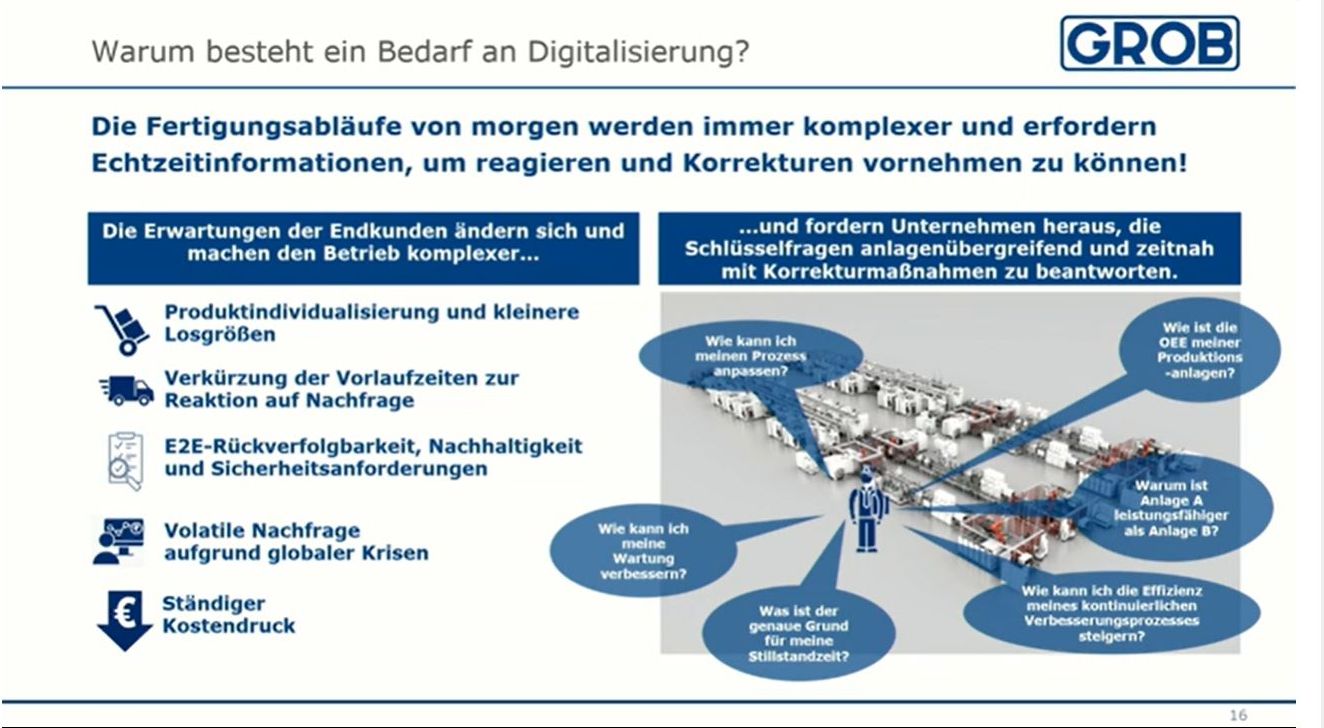 Warum besteht ein Bedarf an Digitalisierung?
GROB
Die Fertigungsabläufe von morgen werden immer komplexer und erfordern
Echtzeitinformationen, um reagieren und Korrekturen vornehmen zu können!
Die Erwartungen der Endkunden ändern sich und
machen den Betrieb komplexer...
Produktindividualisierung und kleinere
Losgrößen
Verkürzung der Vorlaufzeiten zur
Reaktion auf Nachfrage
E2E-Rückverfolgbarkeit, Nachhaltigkeit
und Sicherheitsanforderungen
Volatile Nachfrage
aufgrund globaler Krisen
€
Ständiger
Kostendruck
...und fordern Unternehmen heraus, die
Schlüsselfragen anlagenübergreifend und zeitnah
mit Korrekturmaßnahmen zu beantworten.
Wie kann ich
meinen Prozess
anpassen?
Wie ist die
OEE meiner
Produktions
-anlagen?
Warum ist
Anlage A
leistungsfähiger
als Anlage B?
Wie kann ich
meine
Wartung
verbessern?
Was ist der
genaue Grund
für meine
Stillstandzeit?
Wie kann ich die Effizienz
meines kontinuierlichen
Verbesserungsprozesses
steigern?
16